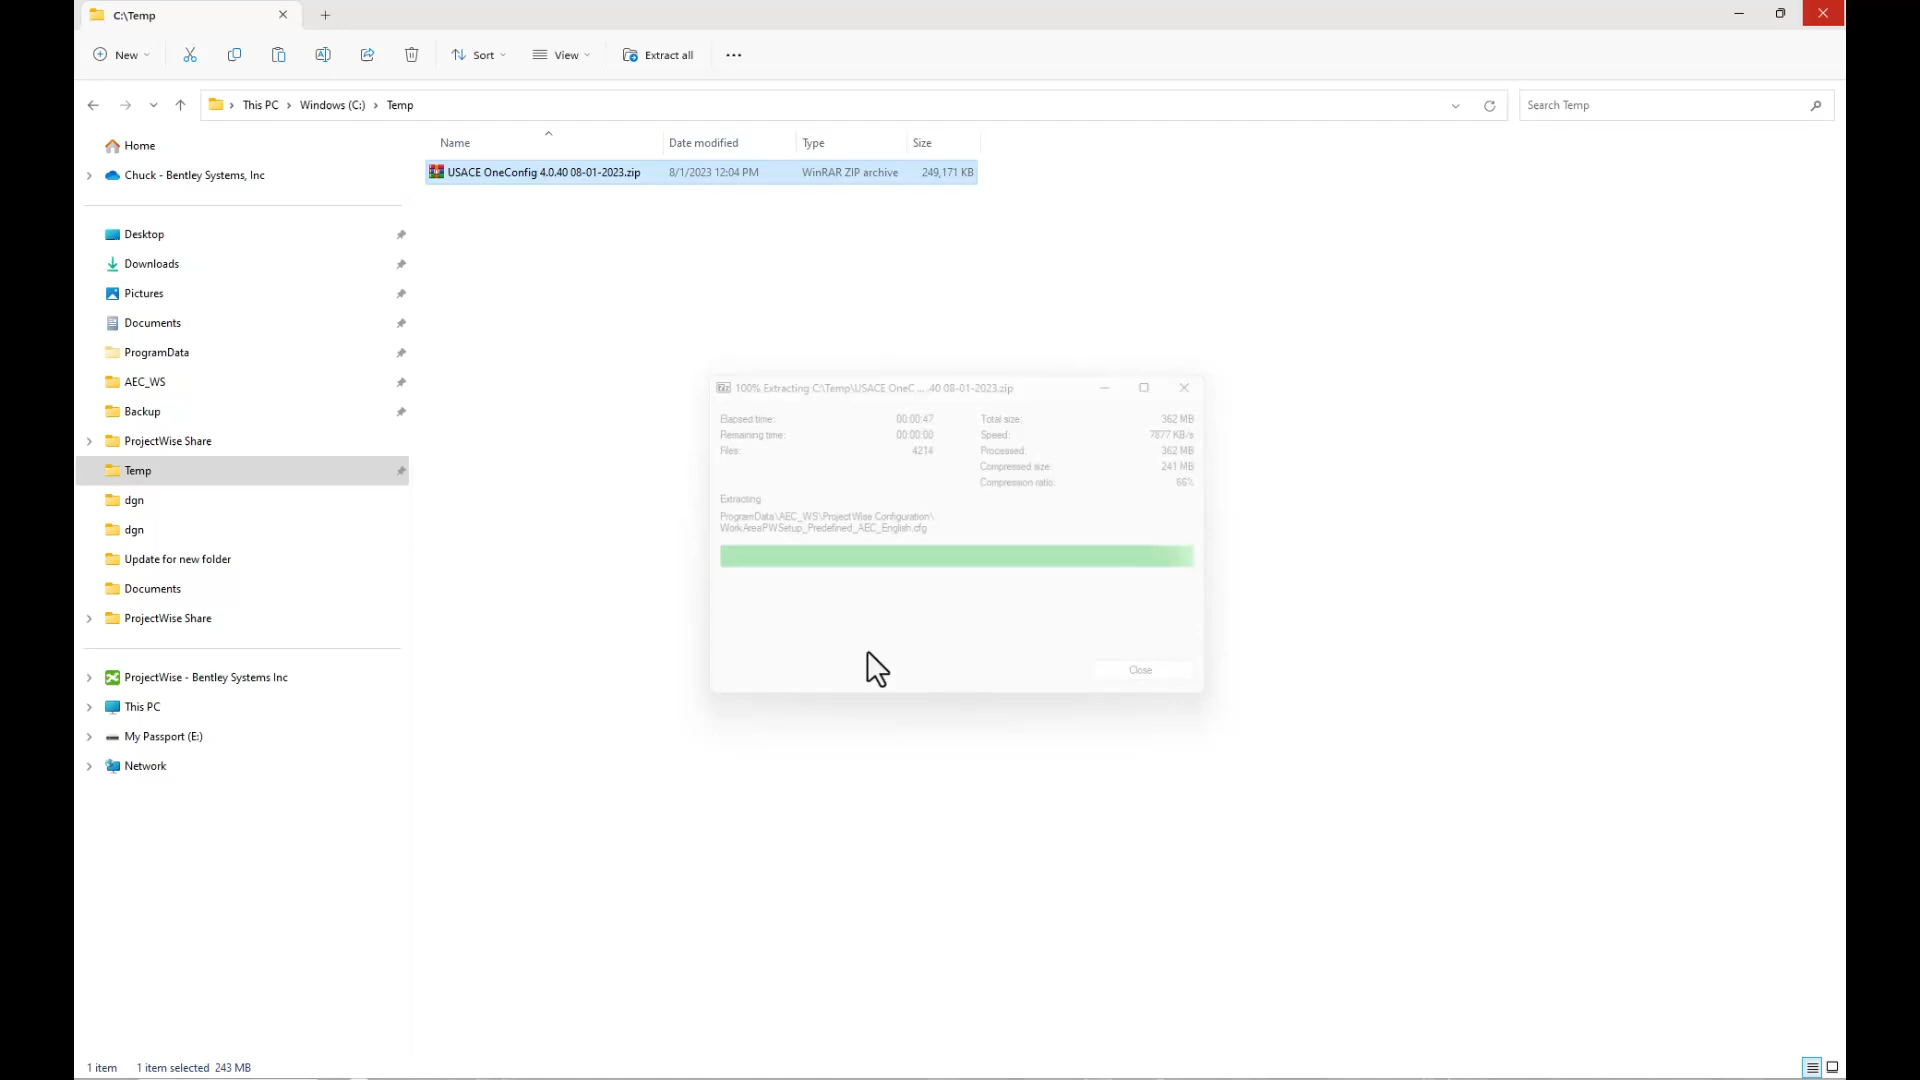 C:\Temp
New
Sort
View
Extract all
This PC
Windows (C:)
Temp
Search Temp
Home
Chuck - Bentley Systems, Inc
Desktop
Downloads
Pictures
Documents
ProgramData
AEC_WS
Backup
ProjectWise Share
Temp
dgn
dgn
Update for new folder
Documents
ProjectWise Share
ProjectWise - Bentley Systems Inc
This PC
My Passport (E:)
Network
Name Date modified Type Size
USACE OneConfig 4.0.40 08-01-2023.zip 8/1/2023 12:04 PM WinRAR ZIP archive 249,171 KB
100% Extracting C:\Temp\USACE OneC ... .40 08-01-2023.zip
Elapsed time: 00:00:47 Total size: 362 MB
Remaining time: 00:00:00 Speed: 7877 KB/s
Files: 4214 Processed: 362 MB
Compressed size: 241 MB
Compression ratio: 66%
Extracting
ProgramData\AEC_WS\ProjectWise Configuration\
WorkAreaPWSetup_Predefined_AEC_English.cfg
Close
1 item 1 item selected 243 MB